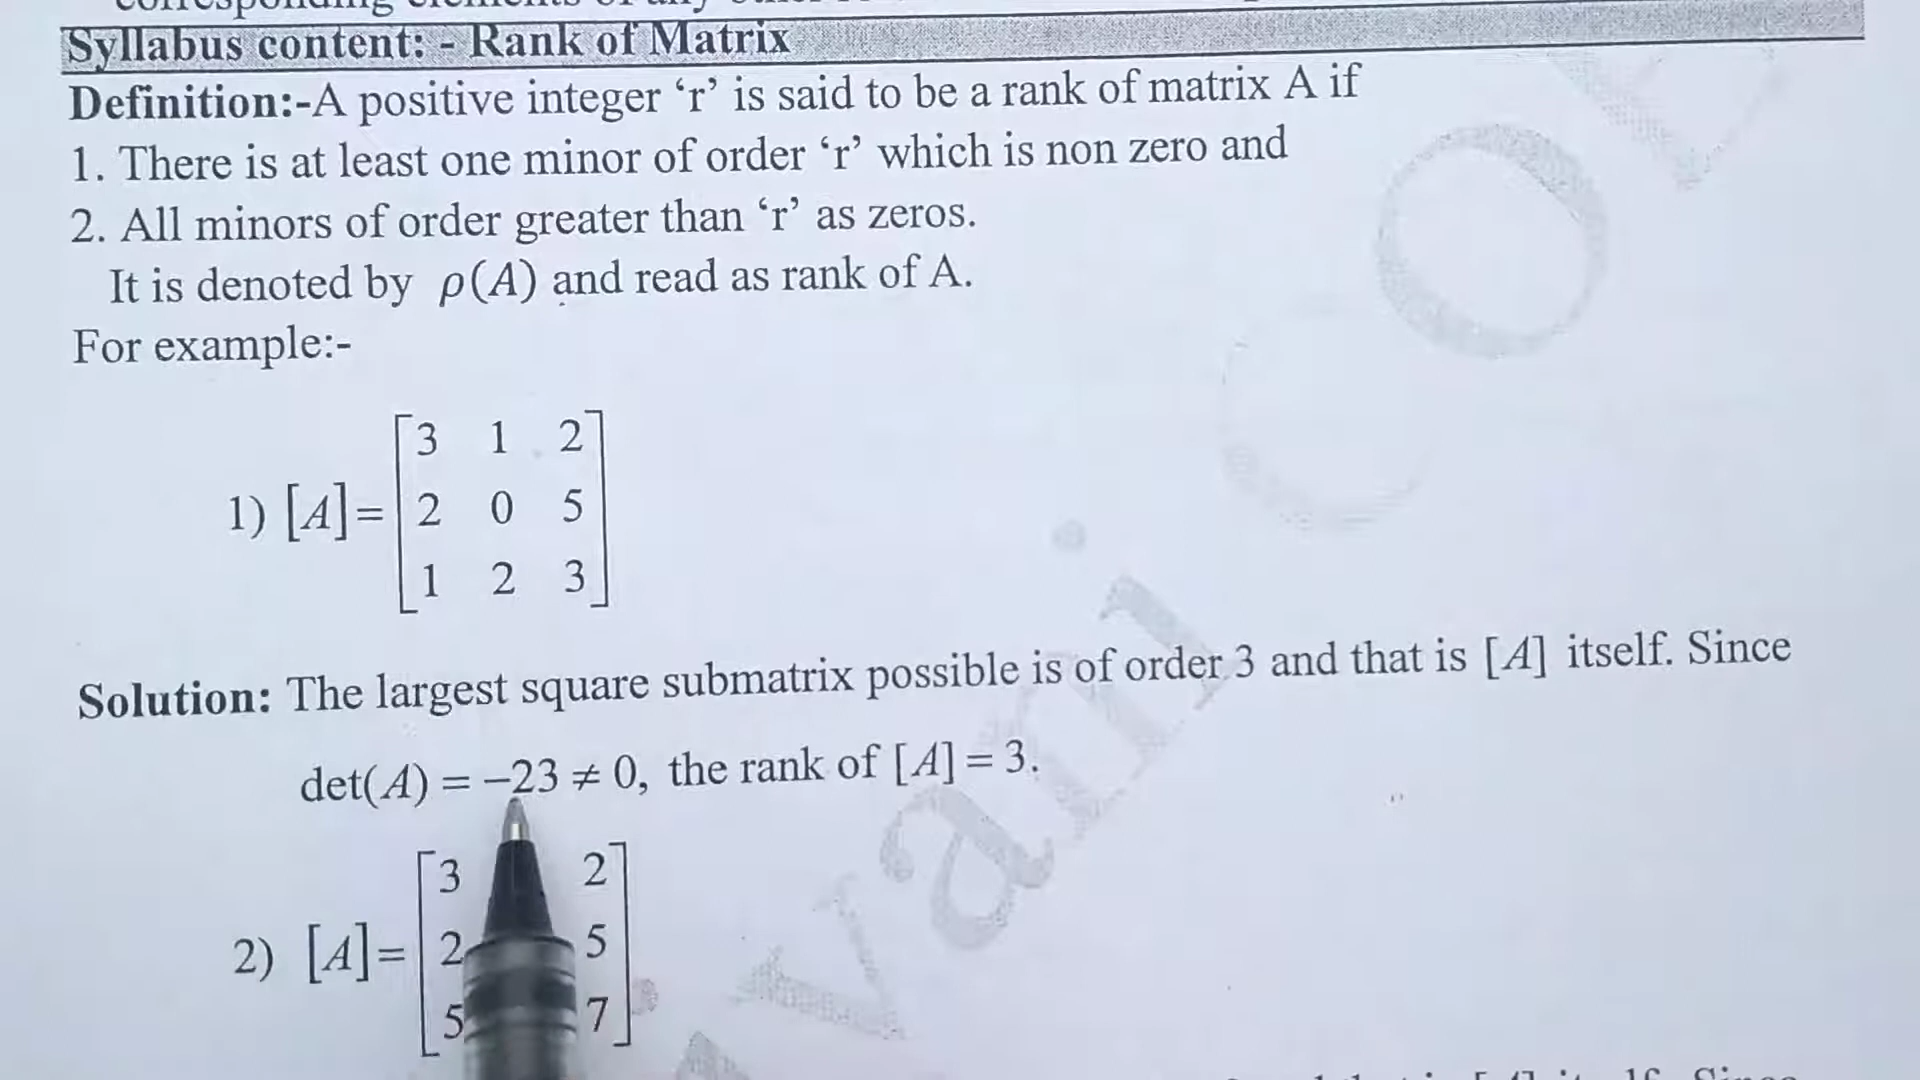 Syllabus content: - Rank of Matrix
Definition:-A positive integer ‘r’ is said to be a rank of matrix A if
1. There is at least one minor of order ‘r’ which is non zero and
2. All minors of order greater than ‘r’ as zeros.
It is denoted by ρ(A) and read as rank of A.
For example:-
1) [A]= [3 1 2
2 0 5
1 2 3]
Solution: The largest square submatrix possible is of order 3 and that is [A] itself. Since
det(A) = −23 ≠ 0, the rank of [A] = 3.
2) [A]= [3 2
2 5
5 7]